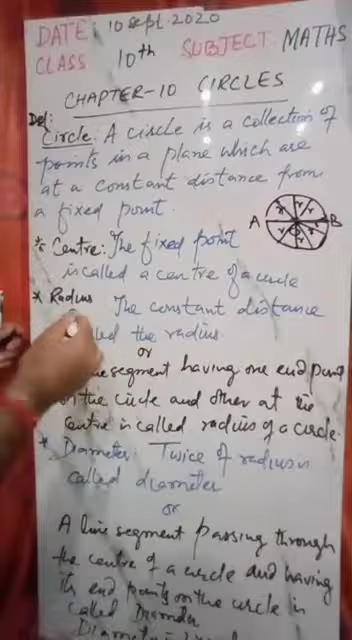 DATE: 10 Sept. 2020
CLASS 10th SUBJECT MATHS
CHAPTER-10 CIRCLES
Def:
Circle: A circle is a collection of
points in a plane which are
at a constant distance from
a fixed point.
A B
r r r r r
* Centre: The fixed point
is called a centre of a circle
* Radius The constant distance
the radius.
or
segment having one end point
the circle and other at the
centre is called radius of a circle.
* Diameter: Twice of radius is
called diameter
or
A line segment passing through
the centre of a circle and having
its end points on the circle is
called